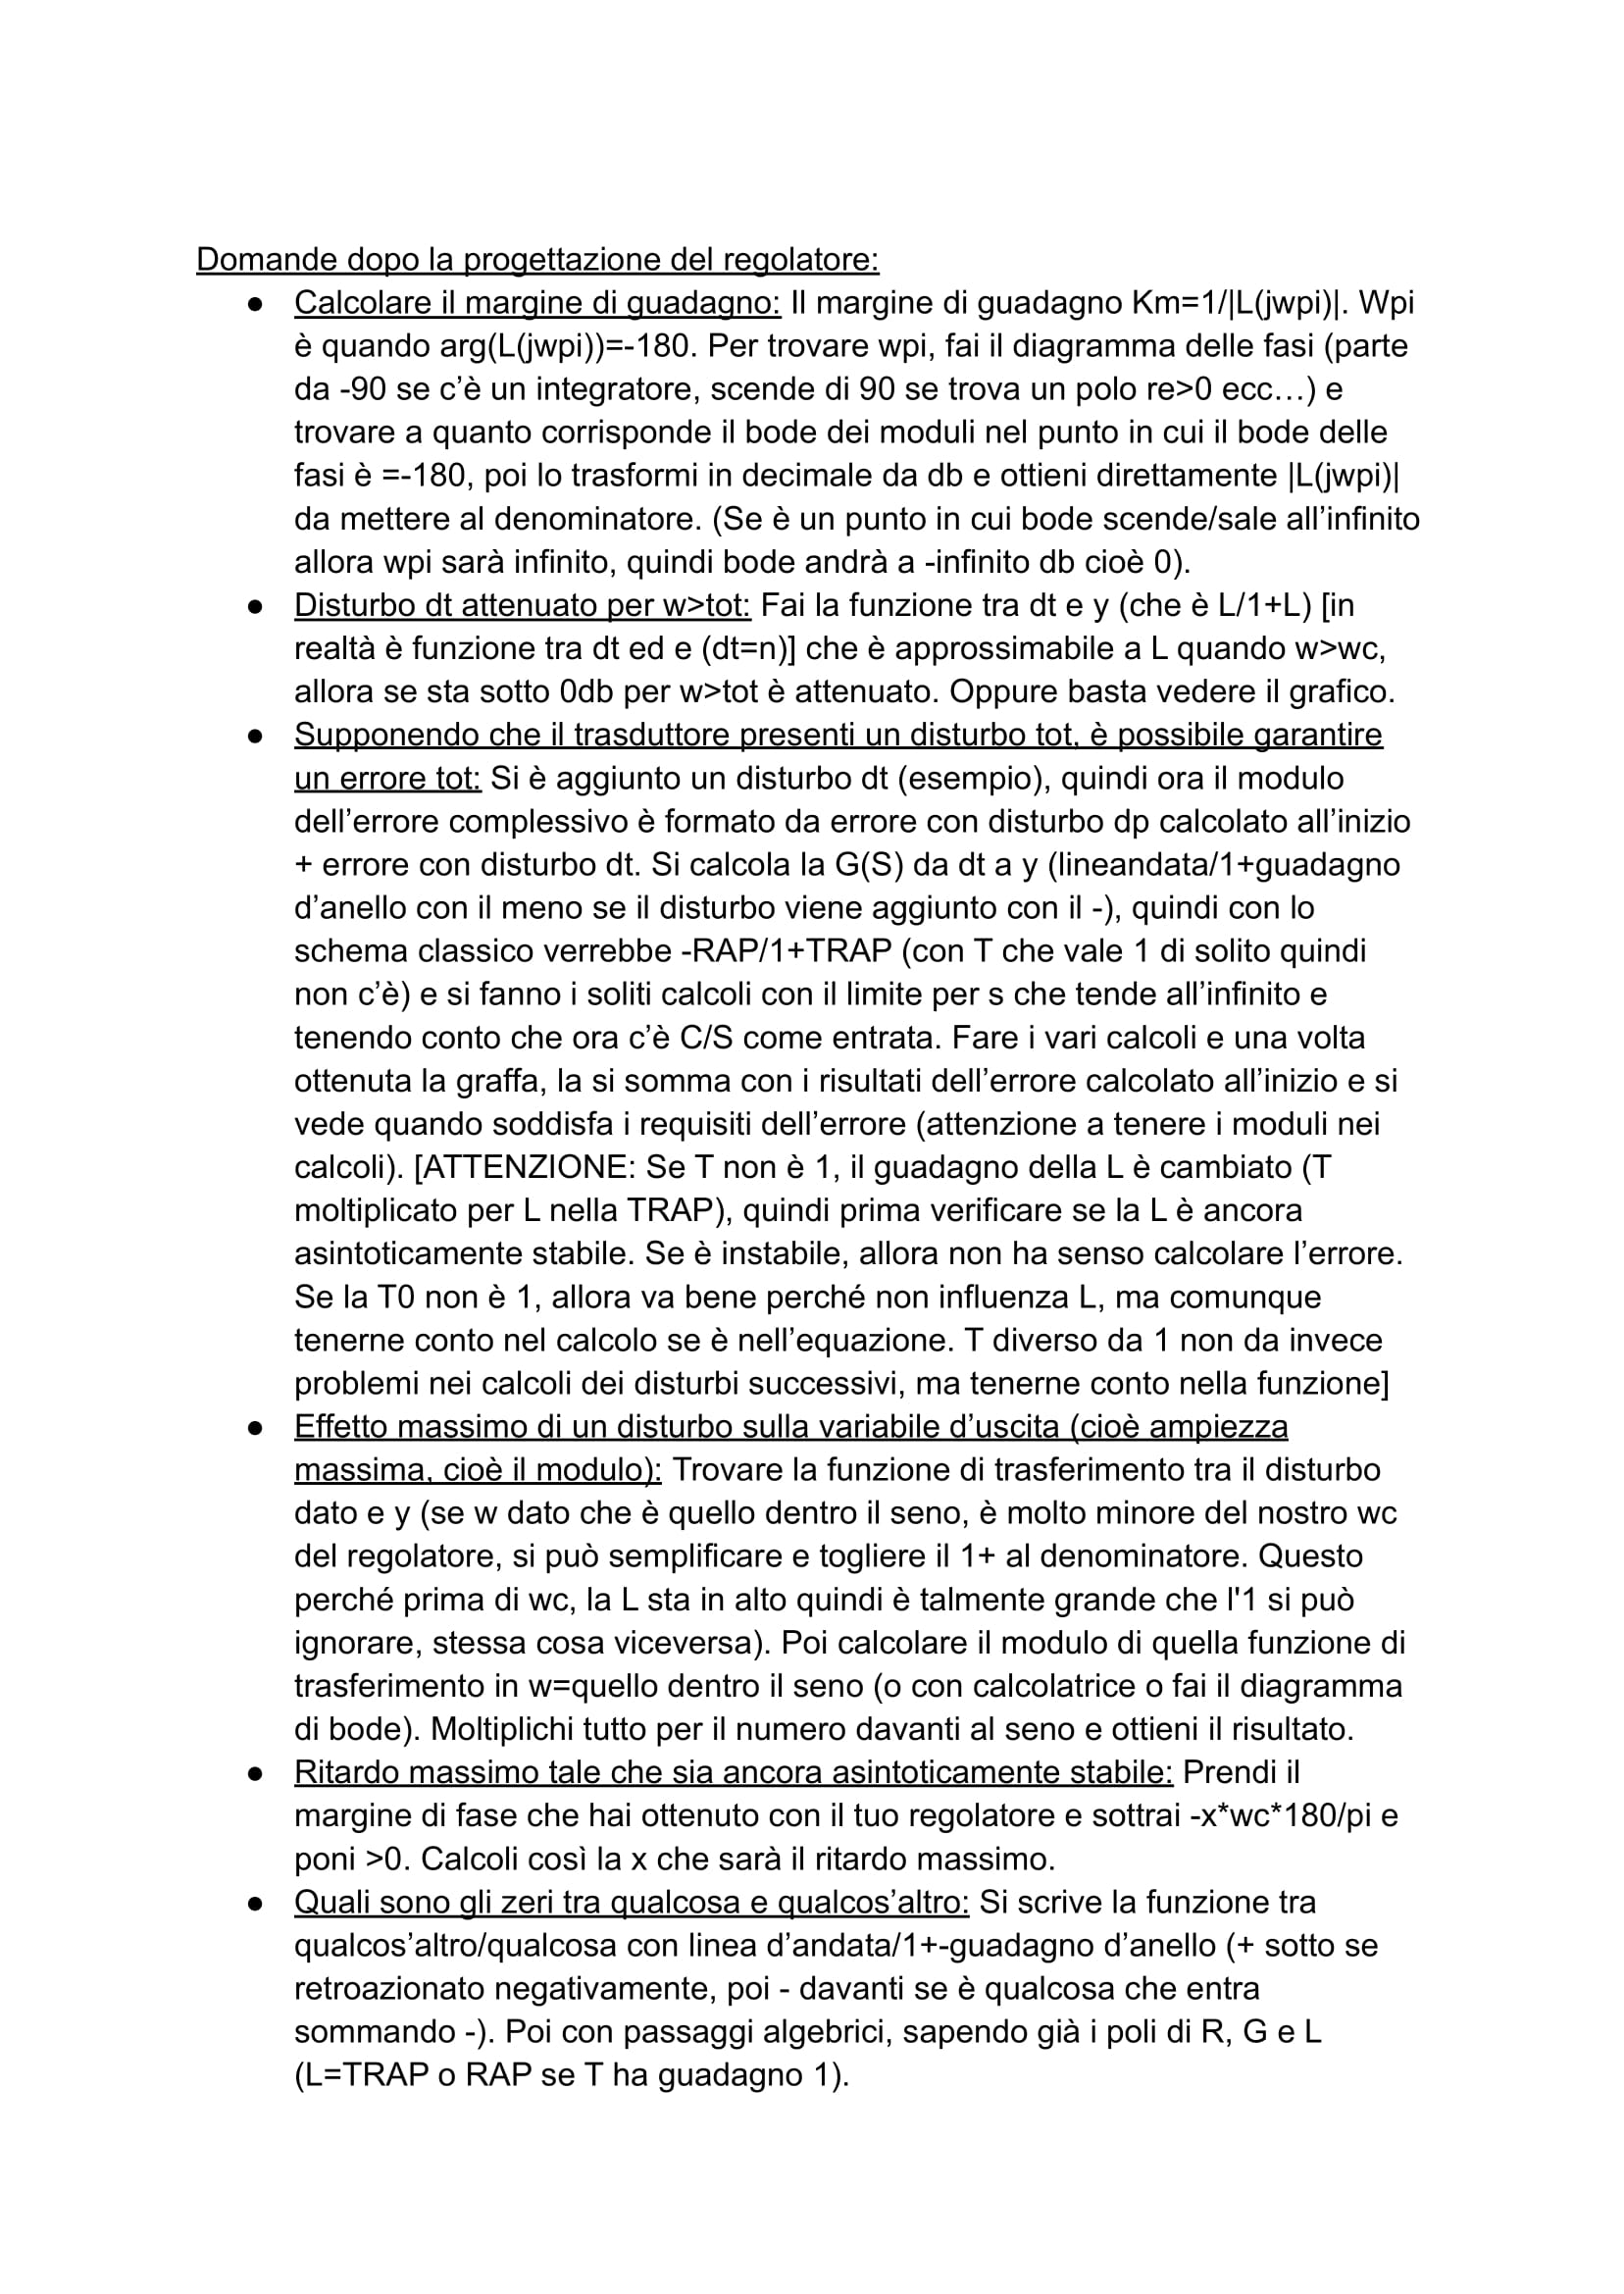 Domande dopo la progettazione del regolatore:
● Calcolare il margine di guadagno: Il margine di guadagno Km=1/|L(jwpi)|. Wpi
è quando arg(L(jwpi))=-180. Per trovare wpi, fai il diagramma delle fasi (parte
da -90 se c’è un integratore, scende di 90 se trova un polo re>0 ecc…) e
trovare a quanto corrisponde il bode dei moduli nel punto in cui il bode delle
fasi è =-180, poi lo trasformi in decimale da db e ottieni direttamente |L(jwpi)|
da mettere al denominatore. (Se è un punto in cui bode scende/sale all’infinito
allora wpi sarà infinito, quindi bode andrà a -infinito db cioè 0).
● Disturbo dt attenuato per w>tot: Fai la funzione tra dt e y (che è L/1+L) [in
realtà è funzione tra dt ed e (dt=n)] che è approssimabile a L quando w>wc,
allora se sta sotto 0db per w>tot è attenuato. Oppure basta vedere il grafico.
● Supponendo che il trasduttore presenti un disturbo tot, è possibile garantire
un errore tot: Si è aggiunto un disturbo dt (esempio), quindi ora il modulo
dell’errore complessivo è formato da errore con disturbo dp calcolato all’inizio
+ errore con disturbo dt. Si calcola la G(S) da dt a y (lineandata/1+guadagno
d’anello con il meno se il disturbo viene aggiunto con il -), quindi con lo
schema classico verrebbe -RAP/1+TRAP (con T che vale 1 di solito quindi
non c’è) e si fanno i soliti calcoli con il limite per s che tende all’infinito e
tenendo conto che ora c’è C/S come entrata. Fare i vari calcoli e una volta
ottenuta la graffa, la si somma con i risultati dell’errore calcolato all’inizio e si
vede quando soddisfa i requisiti dell’errore (attenzione a tenere i moduli nei
calcoli). [ATTENZIONE: Se T non è 1, il guadagno della L è cambiato (T
moltiplicato per L nella TRAP), quindi prima verificare se la L è ancora
asintoticamente stabile. Se è instabile, allora non ha senso calcolare l’errore.
Se la T0 non è 1, allora va bene perché non influenza L, ma comunque
tenerne conto nel calcolo se è nell’equazione. T diverso da 1 non da invece
problemi nei calcoli dei disturbi successivi, ma tenerne conto nella funzione]
● Effetto massimo di un disturbo sulla variabile d’uscita (cioè ampiezza
massima, cioè il modulo): Trovare la funzione di trasferimento tra il disturbo
dato e y (se w dato che è quello dentro il seno, è molto minore del nostro wc
del regolatore, si può semplificare e togliere il 1+ al denominatore. Questo
perché prima di wc, la L sta in alto quindi è talmente grande che l'1 si può
ignorare, stessa cosa viceversa). Poi calcolare il modulo di quella funzione di
trasferimento in w=quello dentro il seno (o con calcolatrice o fai il diagramma
di bode). Moltiplichi tutto per il numero davanti al seno e ottieni il risultato.
● Ritardo massimo tale che sia ancora asintoticamente stabile: Prendi il
margine di fase che hai ottenuto con il tuo regolatore e sottrai -x*wc*180/pi e
poni >0. Calcoli così la x che sarà il ritardo massimo.
● Quali sono gli zeri tra qualcosa e qualcos’altro: Si scrive la funzione tra
qualcos’altro/qualcosa con linea d’andata/1+-guadagno d’anello (+ sotto se
retroazionato negativamente, poi - davanti se è qualcosa che entra
sommando -). Poi con passaggi algebrici, sapendo già i poli di R, G e L
(L=TRAP o RAP se T ha guadagno 1).